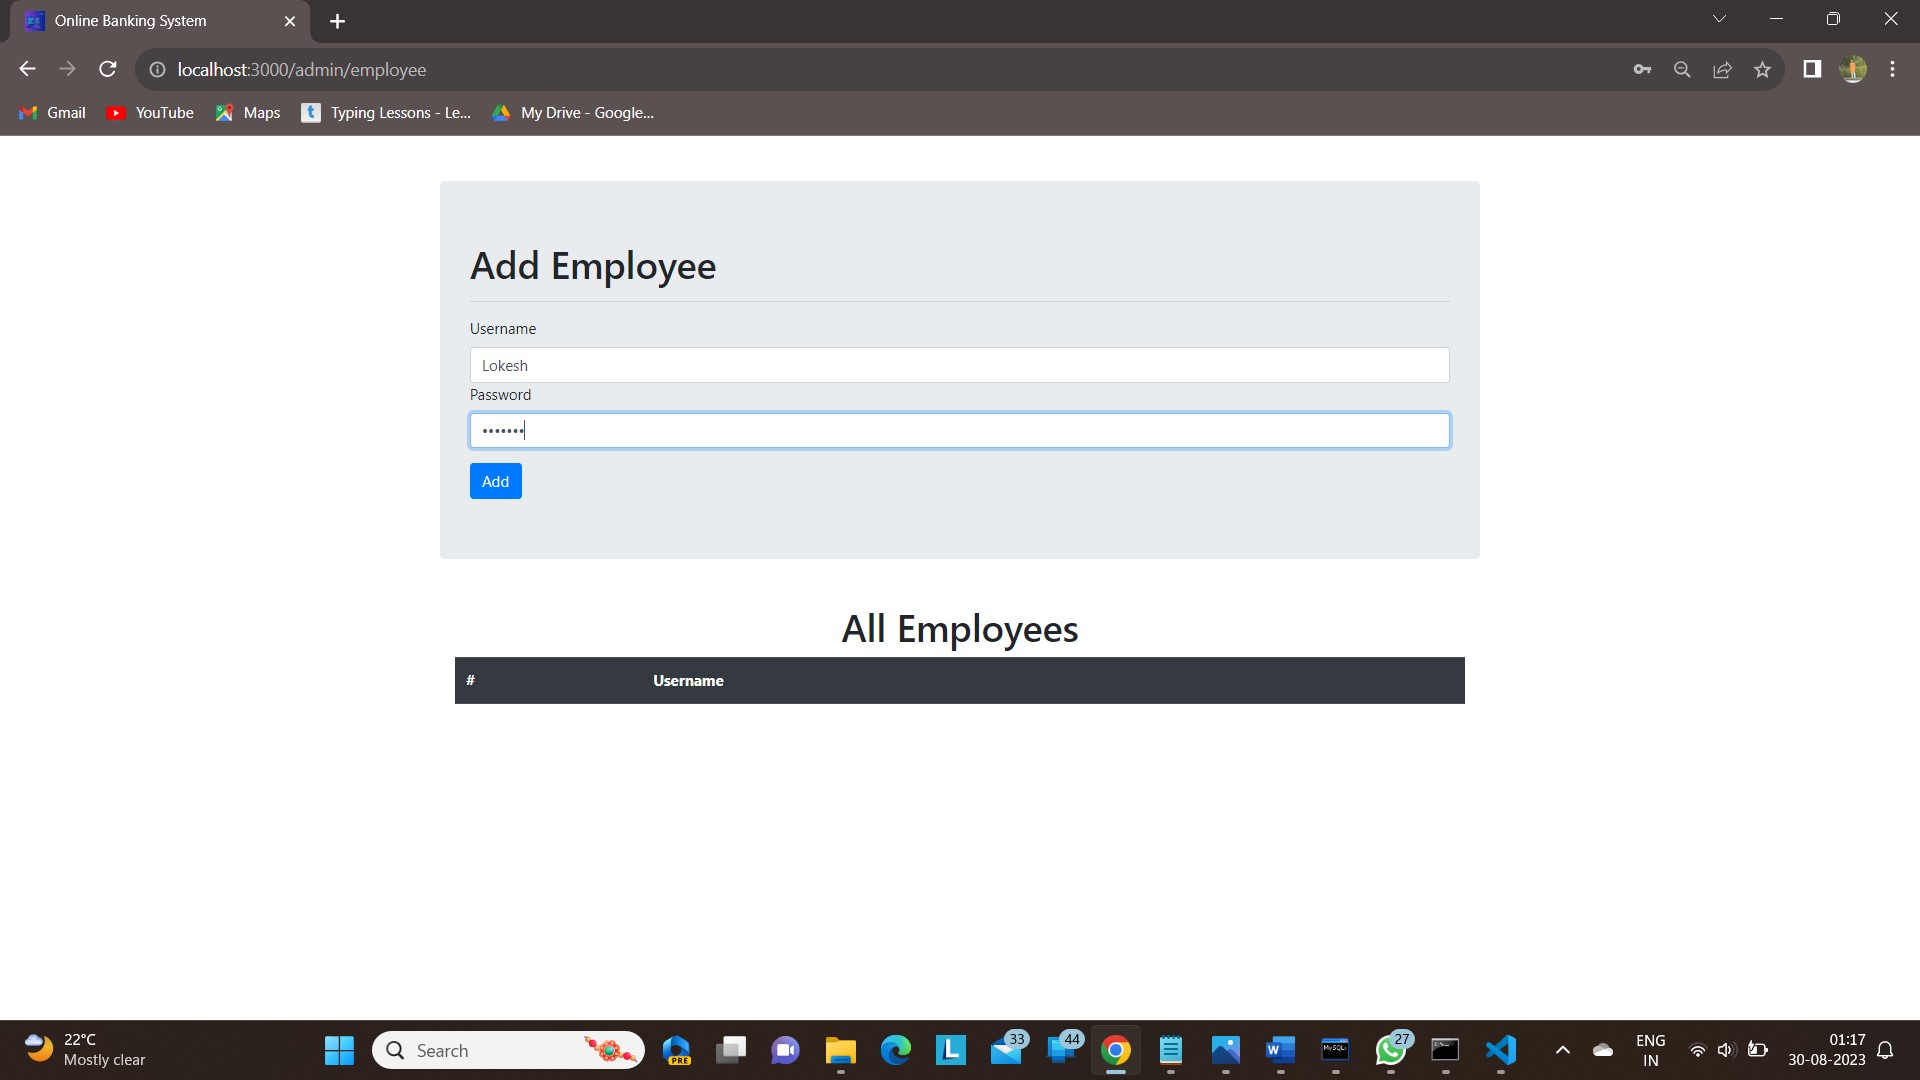 Online Banking System
localhost:3000/admin/employee
Gmail YouTube Maps t Typing Lessons - Le... My Drive - Google...
Add Employee
Username
Lokesh
Password
•••••••
Add
All Employees
# Username
22°C
Mostly clear
Search
PRE
L
33
44
W
MySQL
27
ENG
IN
01:17
30-08-2023